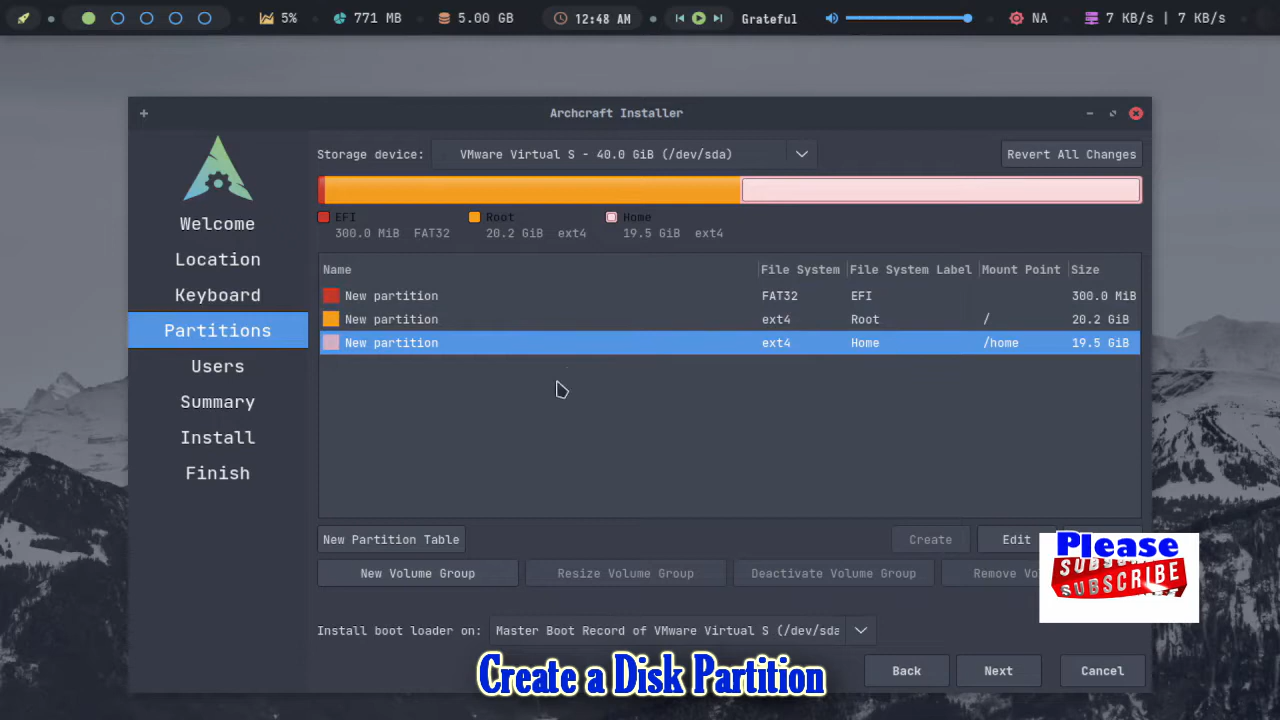 5%
771 MB
5.00 GB
12:48 AM
Grateful
NA
7 KB/s | 7 KB/s
Archcraft Installer
Welcome
Location
Keyboard
Partitions
Users
Summary
Install
Finish
Storage device: VMware Virtual S - 40.0 GiB (/dev/sda)
Revert All Changes
EFI
300.0 MiB FAT32
Root
20.2 GiB ext4
Home
19.5 GiB ext4
Name File System File System Label Mount Point Size
New partition FAT32 EFI 300.0 MiB
New partition ext4 Root / 20.2 GiB
New partition ext4 Home /home 19.5 GiB
New Partition Table
Create
Edit
New Volume Group
Resize Volume Group
Deactivate Volume Group
Remove Vo
Please
SUBSCRIBE
Install boot loader on: Master Boot Record of VMware Virtual S (/dev/sda
Create a Disk Partition
Back
Next
Cancel